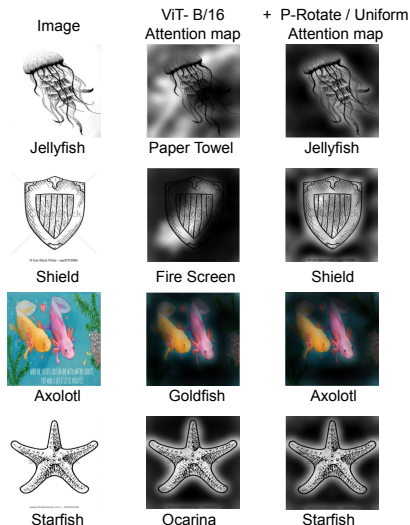 Image
ViT- B/16
Attention map
+ P-Rotate / Uniform
Attention map
Jellyfish
Paper Towel
Jellyfish
Shield
Fire Screen
Shield
Axolotl
Goldfish
Axolotl
Starfish
Ocarina
Starfish